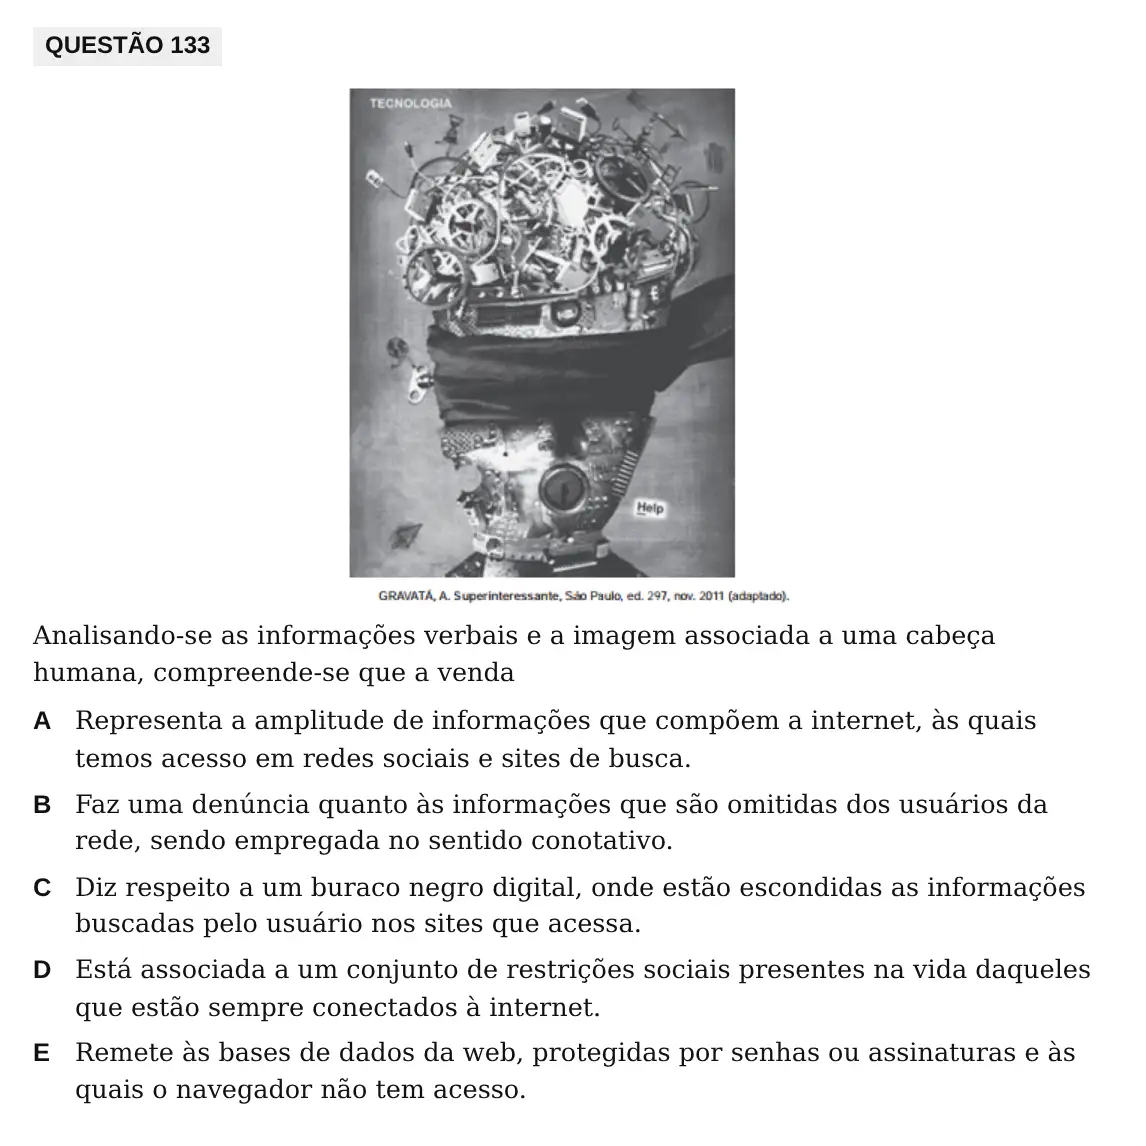 QUESTÃO 133
TECNOLOGIA
Help
GRAVATÁ, A. Superinteressante, São Paulo, ed. 297, nov. 2011 (adaptado).
Analisando-se as informações verbais e a imagem associada a uma cabeça
humana, compreende-se que a venda
A Representa a amplitude de informações que compõem a internet, às quais
temos acesso em redes sociais e sites de busca.
B Faz uma denúncia quanto às informações que são omitidas dos usuários da
rede, sendo empregada no sentido conotativo.
C Diz respeito a um buraco negro digital, onde estão escondidas as informações
buscadas pelo usuário nos sites que acessa.
D Está associada a um conjunto de restrições sociais presentes na vida daqueles
que estão sempre conectados à internet.
E Remete às bases de dados da web, protegidas por senhas ou assinaturas e às
quais o navegador não tem acesso.